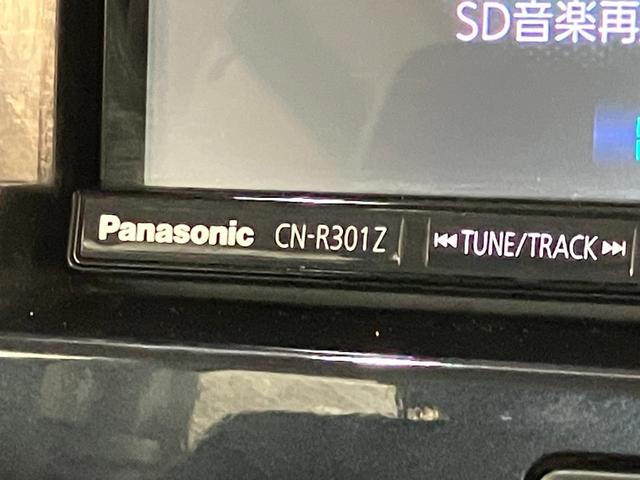 SD音楽再
Panasonic CN-R301Z ⏮TUNE/TRACK⏭